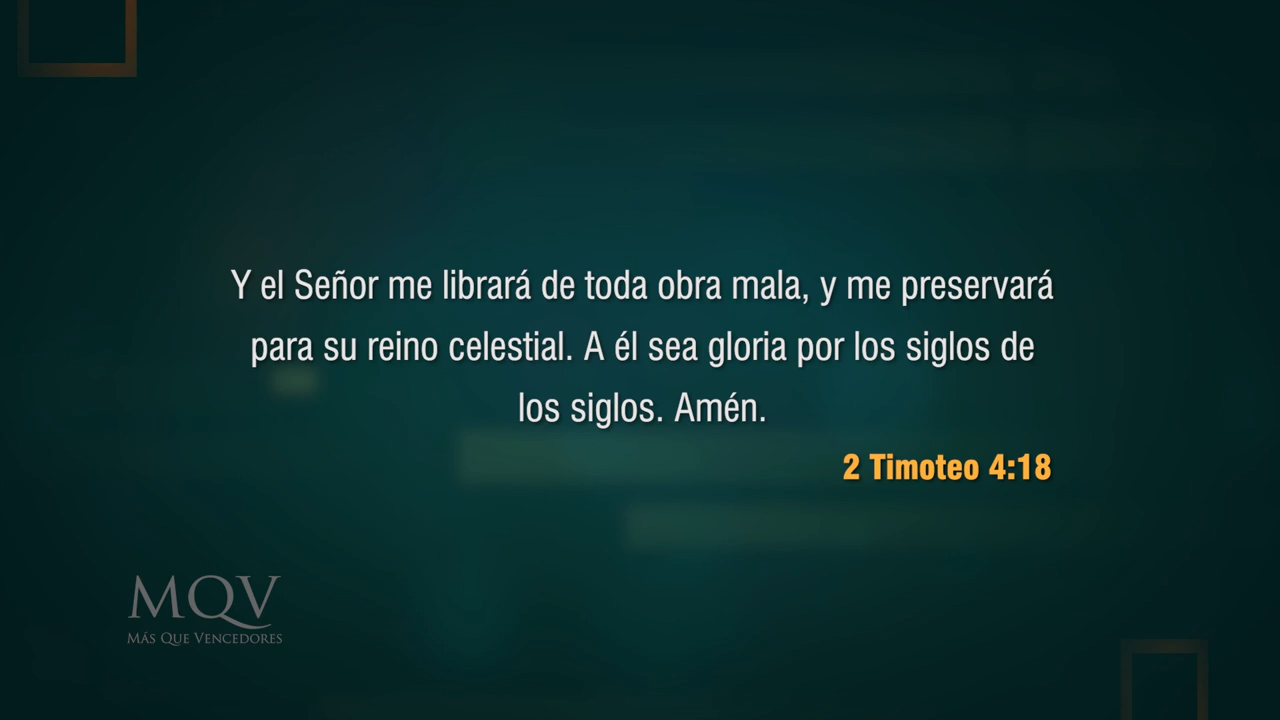 Y el Señor me librará de toda obra mala, y me preservará
para su reino celestial. A él sea gloria por los siglos de
los siglos. Amén.
2 Timoteo 4:18
MQV
MÁS QUE VENCEDORES